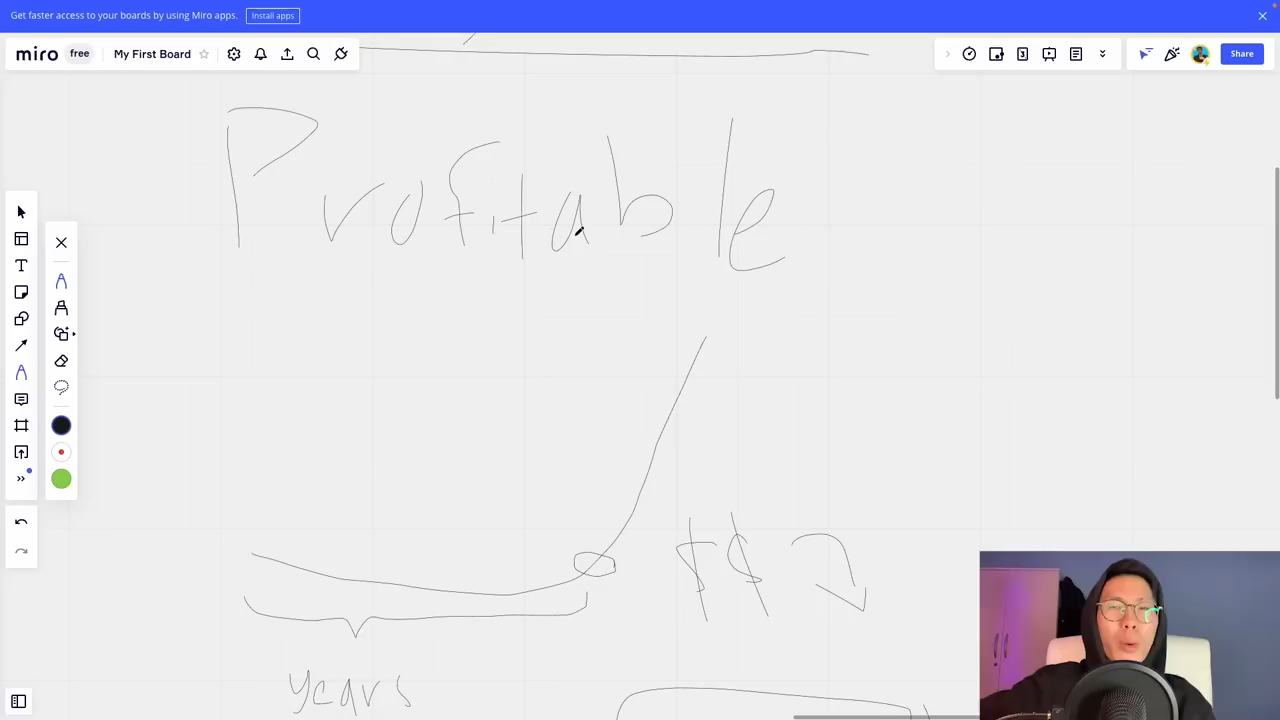 Get faster access to your boards by using Miro apps. Install apps
miro free My First Board Share
3
Profitable
$$
years